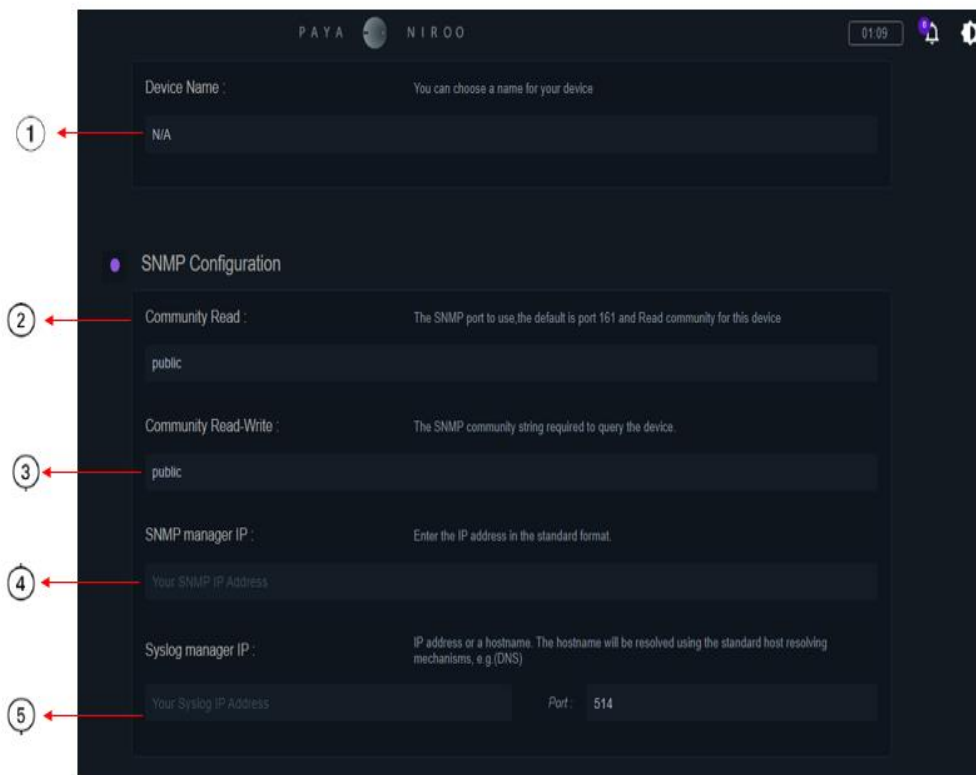 PAYA NIROO
01:09
0
Device Name : You can choose a name for your device
1
N/A
SNMP Configuration
2
Community Read : The SNMP port to use,the default is port 161 and Read community for this device
public
Community Read-Write : The SNMP community string required to query the device.
3
public
SNMP manager IP : Enter the IP address in the standard format.
4
Your SNMP IP Address
Syslog manager IP : IP address or a hostname. The hostname will be resolved using the standard host resolving
mechanisms, e.g.(DNS)
5
Your Syslog IP Address Port : 514